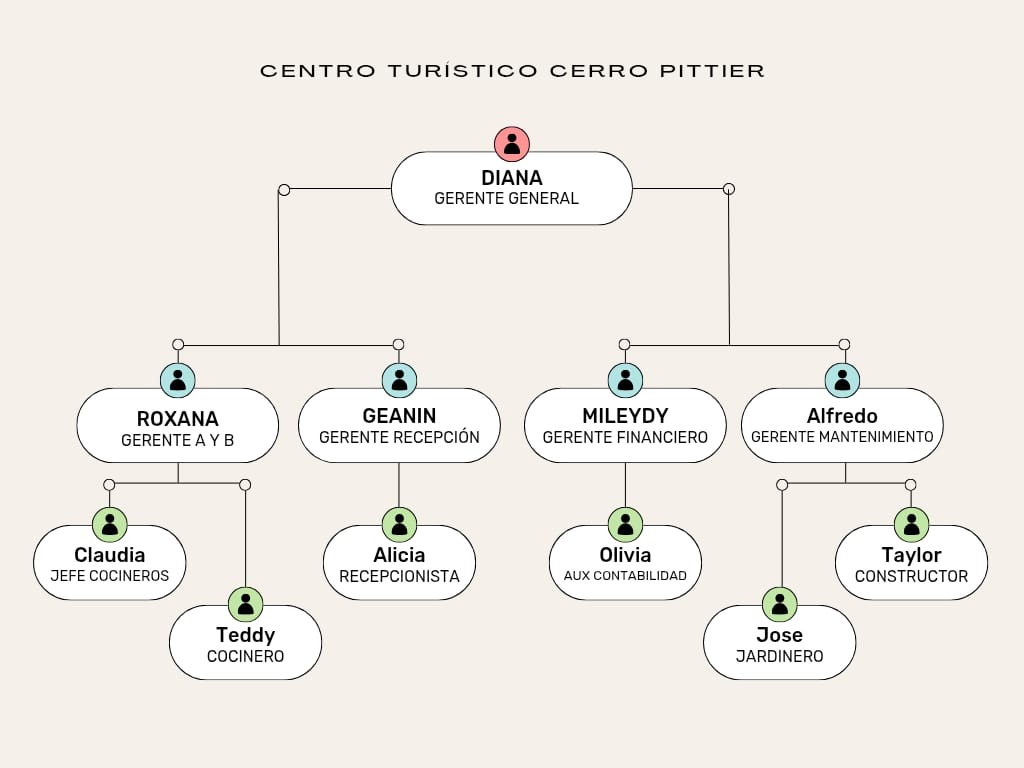 CENTRO TURÍSTICO CERRO PITTIER
DIANA
GERENTE GENERAL
ROXANA
GERENTE A Y B
GEANIN
GERENTE RECEPCIÓN
MILEYDY
GERENTE FINANCIERO
Alfredo
GERENTE MANTENIMIENTO
Claudia
JEFE COCINEROS
Teddy
COCINERO
Alicia
RECEPCIONISTA
Olivia
AUX CONTABILIDAD
Jose
JARDINERO
Taylor
CONSTRUCTOR